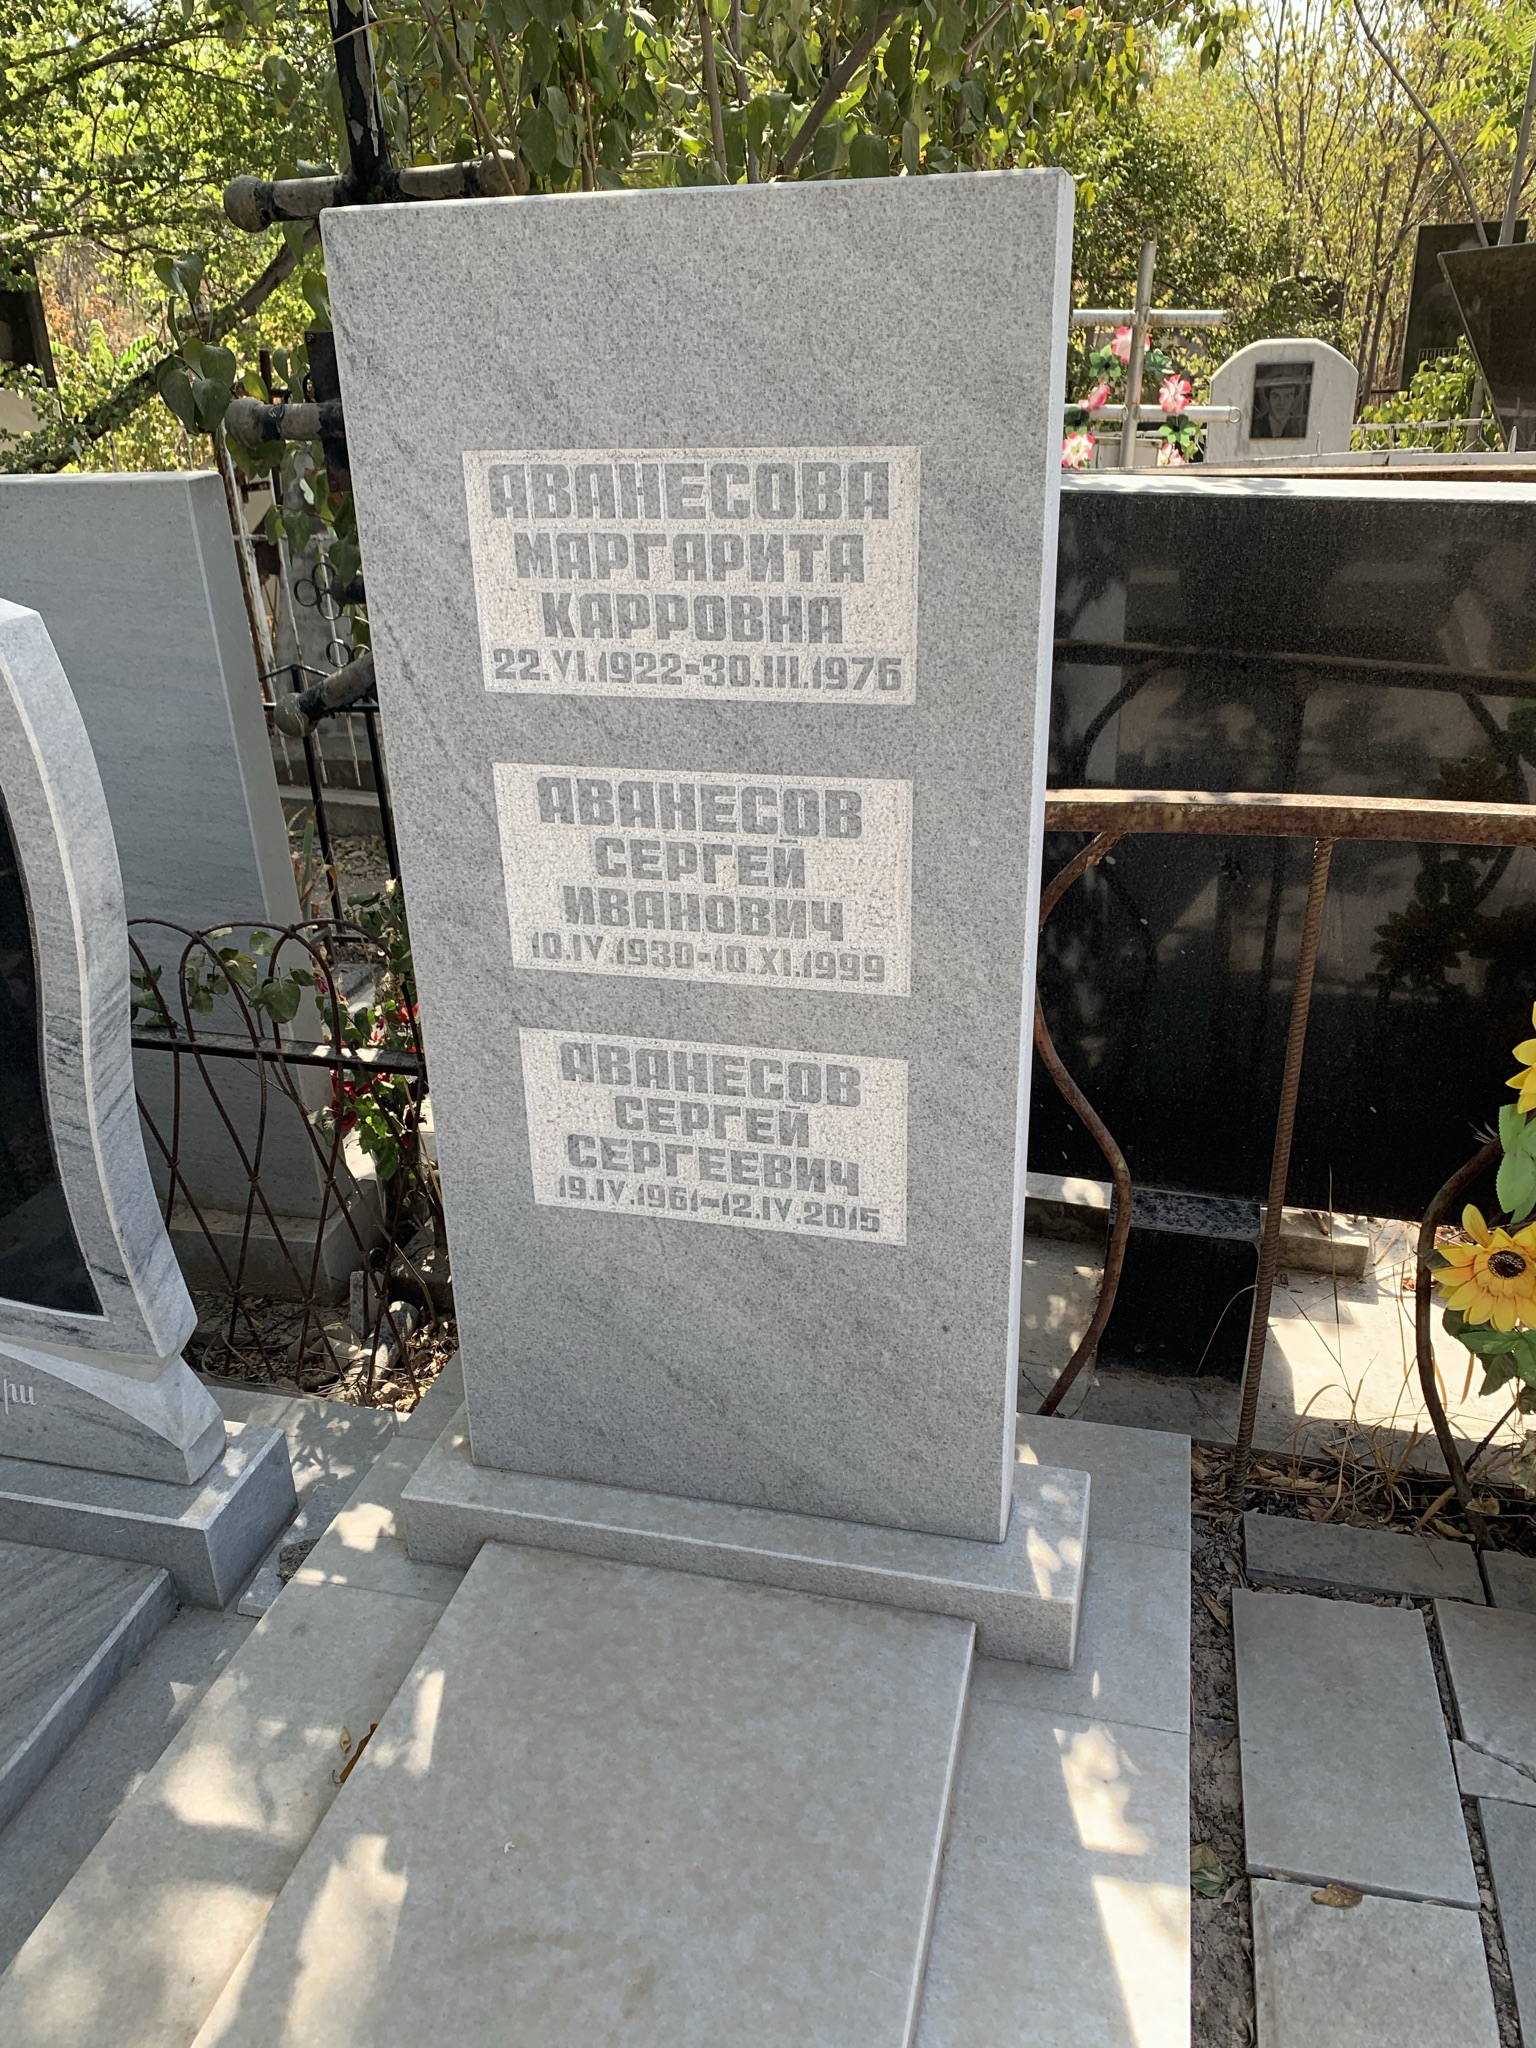 АВАНЕСОВА
МАРГАРИТА
КАРРОВНА
22.VI.1922-30.III.1976
АВАНЕСОВ
СЕРГЕЙ
ИВАНОВИЧ
10.IV.1930-10.XI.1999
АВАНЕСОВ
СЕРГЕЙ
СЕРГЕЕВИЧ
19.IV.1961-12.IV.2015